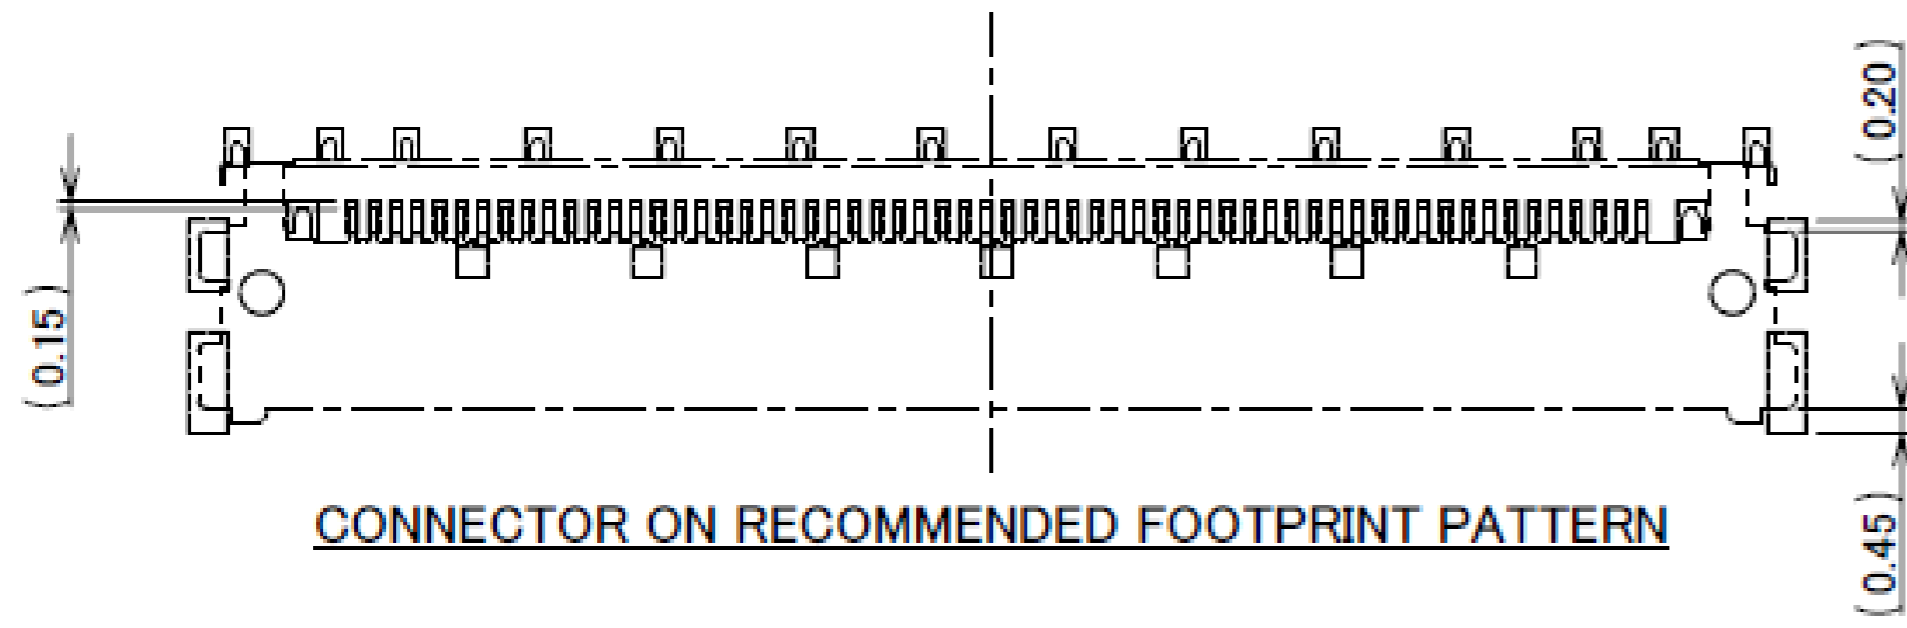 ( 0.20 )
( 0.15 )
CONNECTOR ON RECOMMENDED FOOTPRINT PATTERN
( 0.45 )